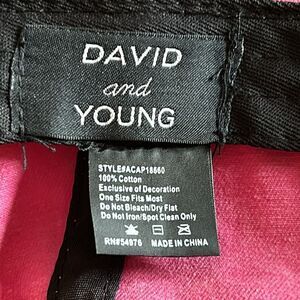 DAVID
and
YOUNG
STYLE#ACAP18660
100% Cotton
Exclusive of Decoration
One Size Fits Most
Do Not Bleach/Dry Flat
Do Not Iron/Spot Clean Only
RN#54976 MADE IN CHINA